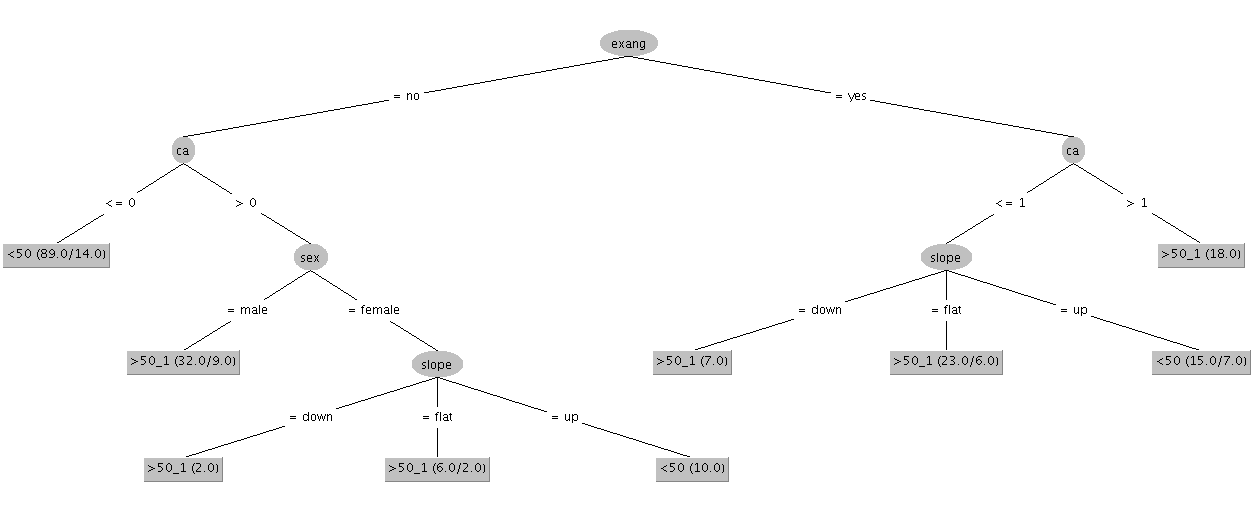 exang
= no
= yes
ca
ca
<= 0
> 0
<= 1
> 1
<50 (89.0/14.0)
sex
slope
>50_1 (18.0)
= male
= female
= down
= flat
= up
>50_1 (32.0/9.0)
slope
>50_1 (7.0)
>50_1 (23.0/6.0)
<50 (15.0/7.0)
= down
= flat
= up
>50_1 (2.0)
>50_1 (6.0/2.0)
<50 (10.0)